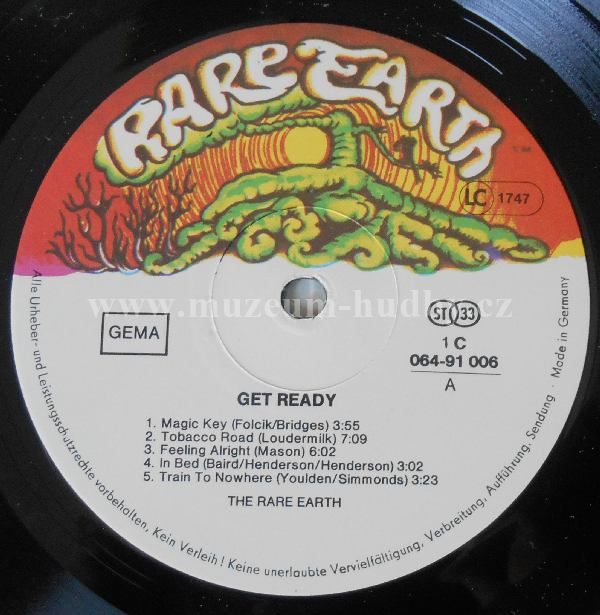 RARE EARTH
LC 1747
www.muzeum-hudby.cz
GEMA
ST 33
1 C
064-91 006
A
GET READY
1. Magic Key (Folcik/Bridges) 3:55
2. Tobacco Road (Loudermilk) 7:09
3. Feeling Alright (Mason) 6:02
4. In Bed (Baird/Henderson/Henderson) 3:02
5. Train To Nowhere (Youlden/Simmonds) 3:23
THE RARE EARTH
Alle Urheber- und Leistungsschutzrechte vorbehalten, Kein Verleih! Keine unerlaubte Vervielfältigung, Verbreitung, Aufführung, Sendung · Made in Germany